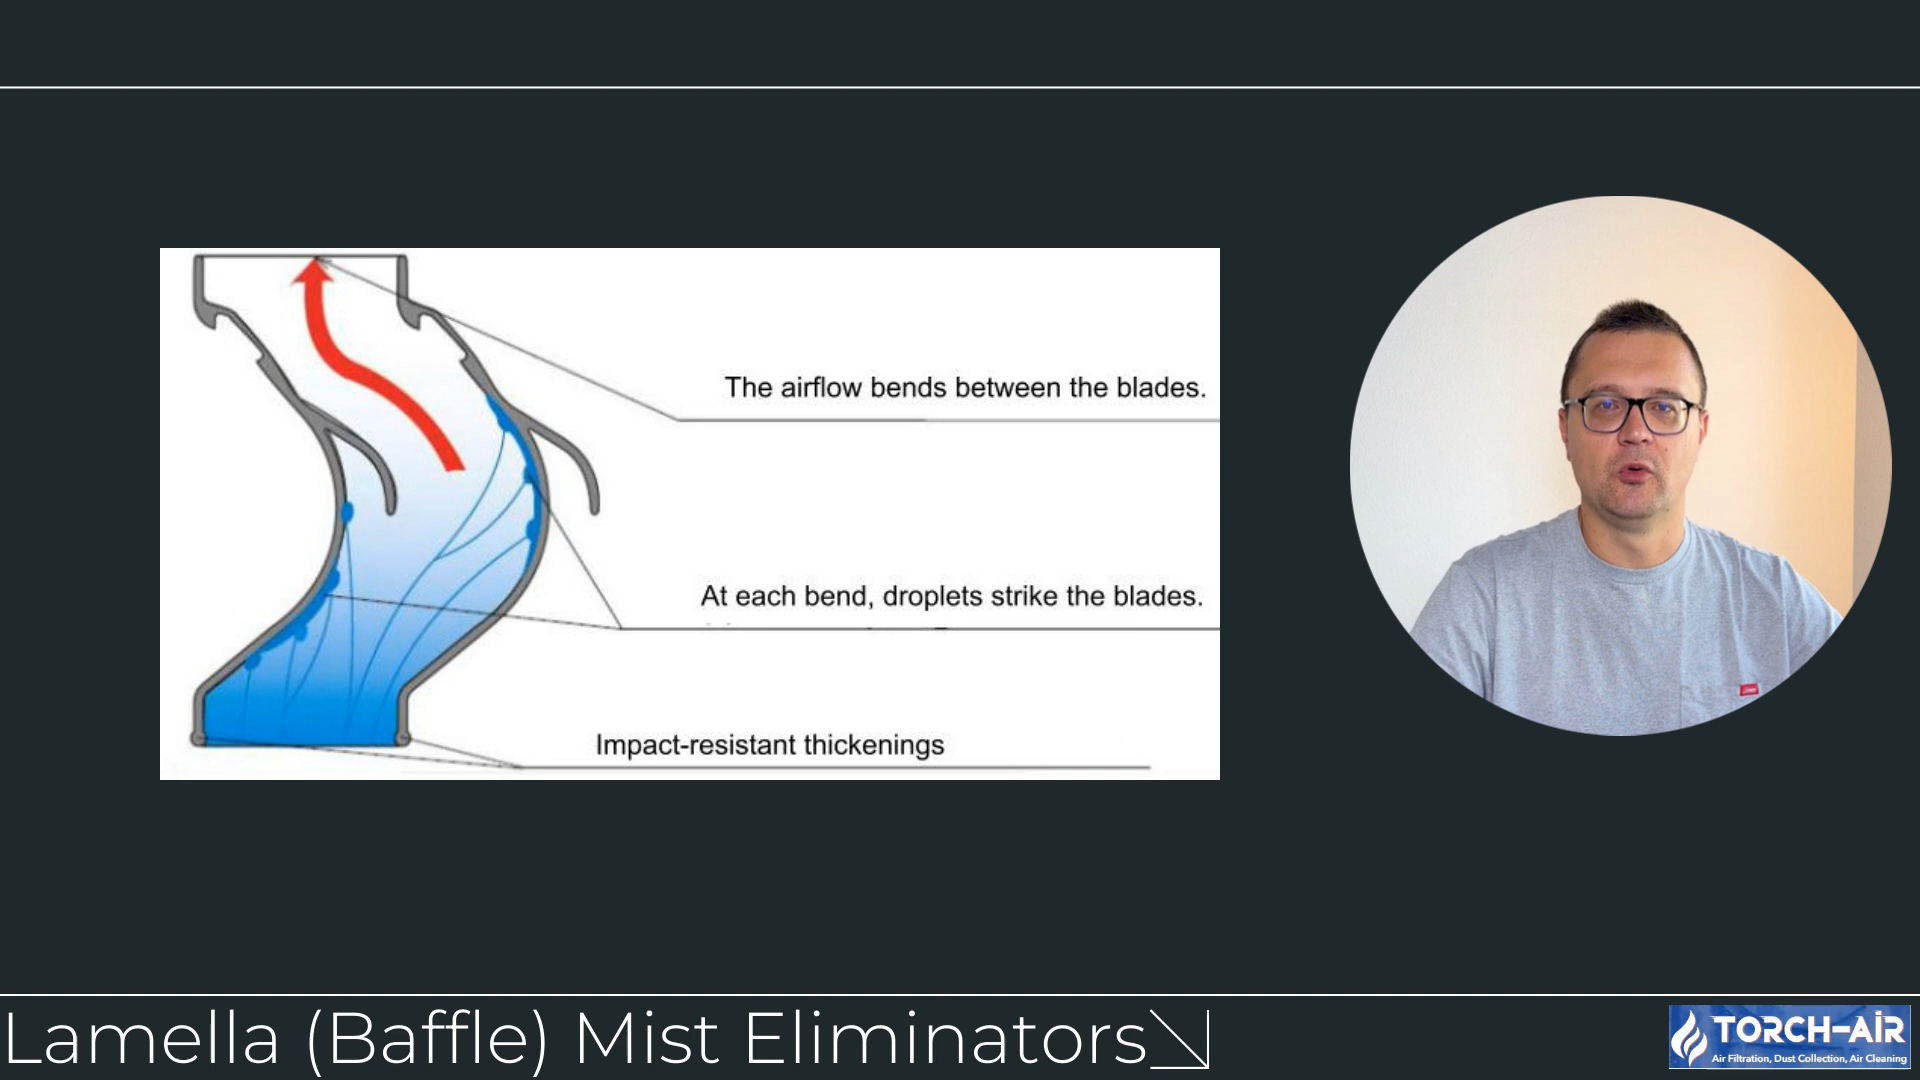 The airflow bends between the blades.
At each bend, droplets strike the blades.
Impact-resistant thickenings
Lamella (Baffle) Mist Eliminators
TORCH-AiR
Air Filtration, Dust Collection, Air Cleaning